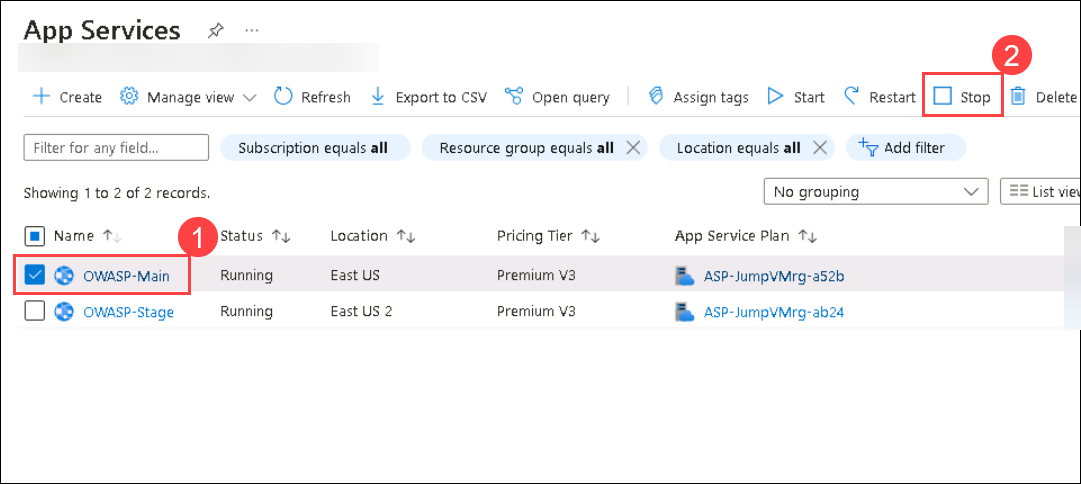 App Services
2
Create Manage view Refresh Export to CSV Open query Assign tags Start Restart Stop Delete
Filter for any field... Subscription equals all Resource group equals all Location equals all Add filter
Showing 1 to 2 of 2 records. No grouping List view
1
Name Status Location Pricing Tier App Service Plan
OWASP-Main Running East US Premium V3 ASP-JumpVMrg-a52b
OWASP-Stage Running East US 2 Premium V3 ASP-JumpVMrg-ab24